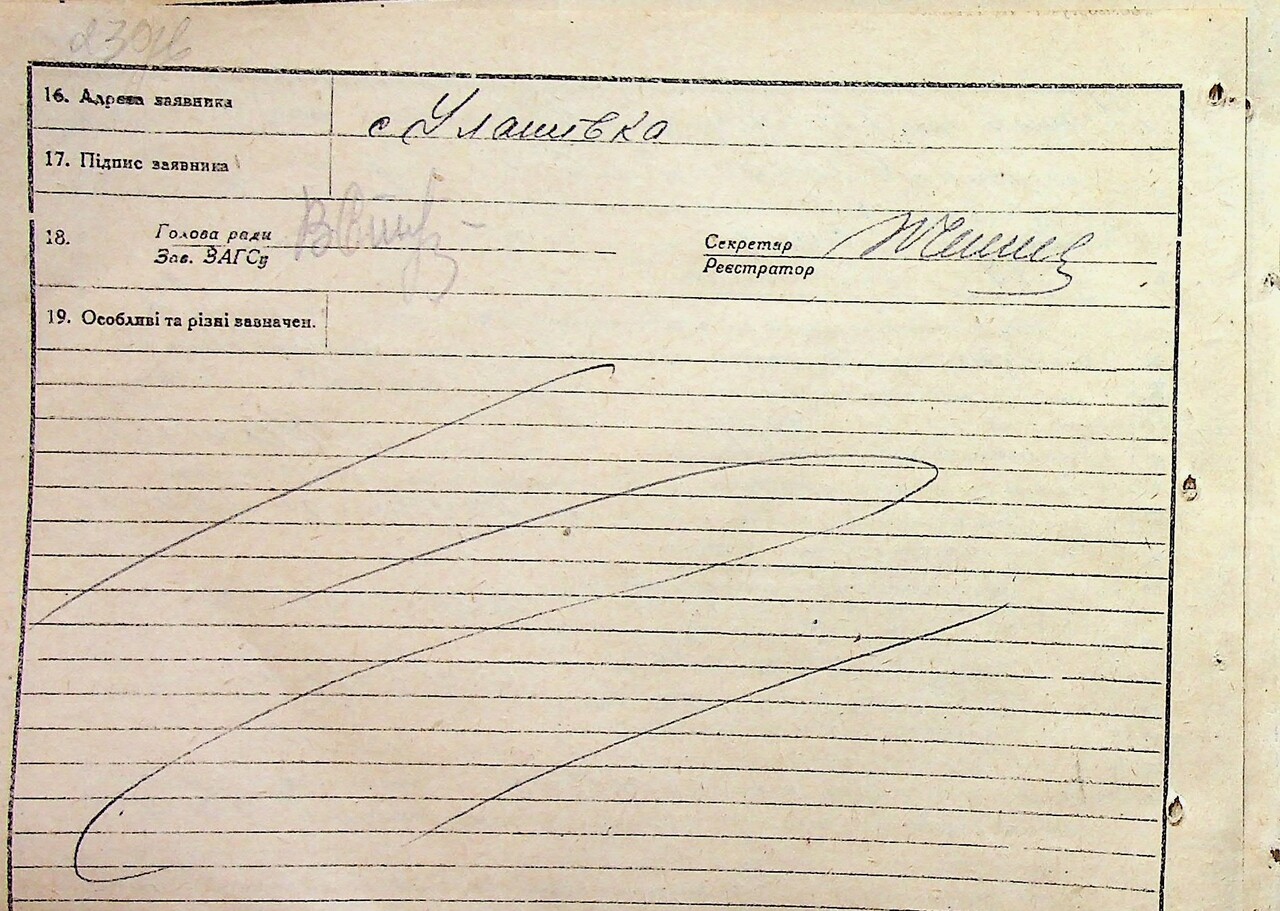 16. Адреса заявника
с Улашівка
17. Підпис заявника
18.
Голова ради
Зав. ЗАГСу
Секретар
Реєстратор
19. Особливі та різні зазначен.